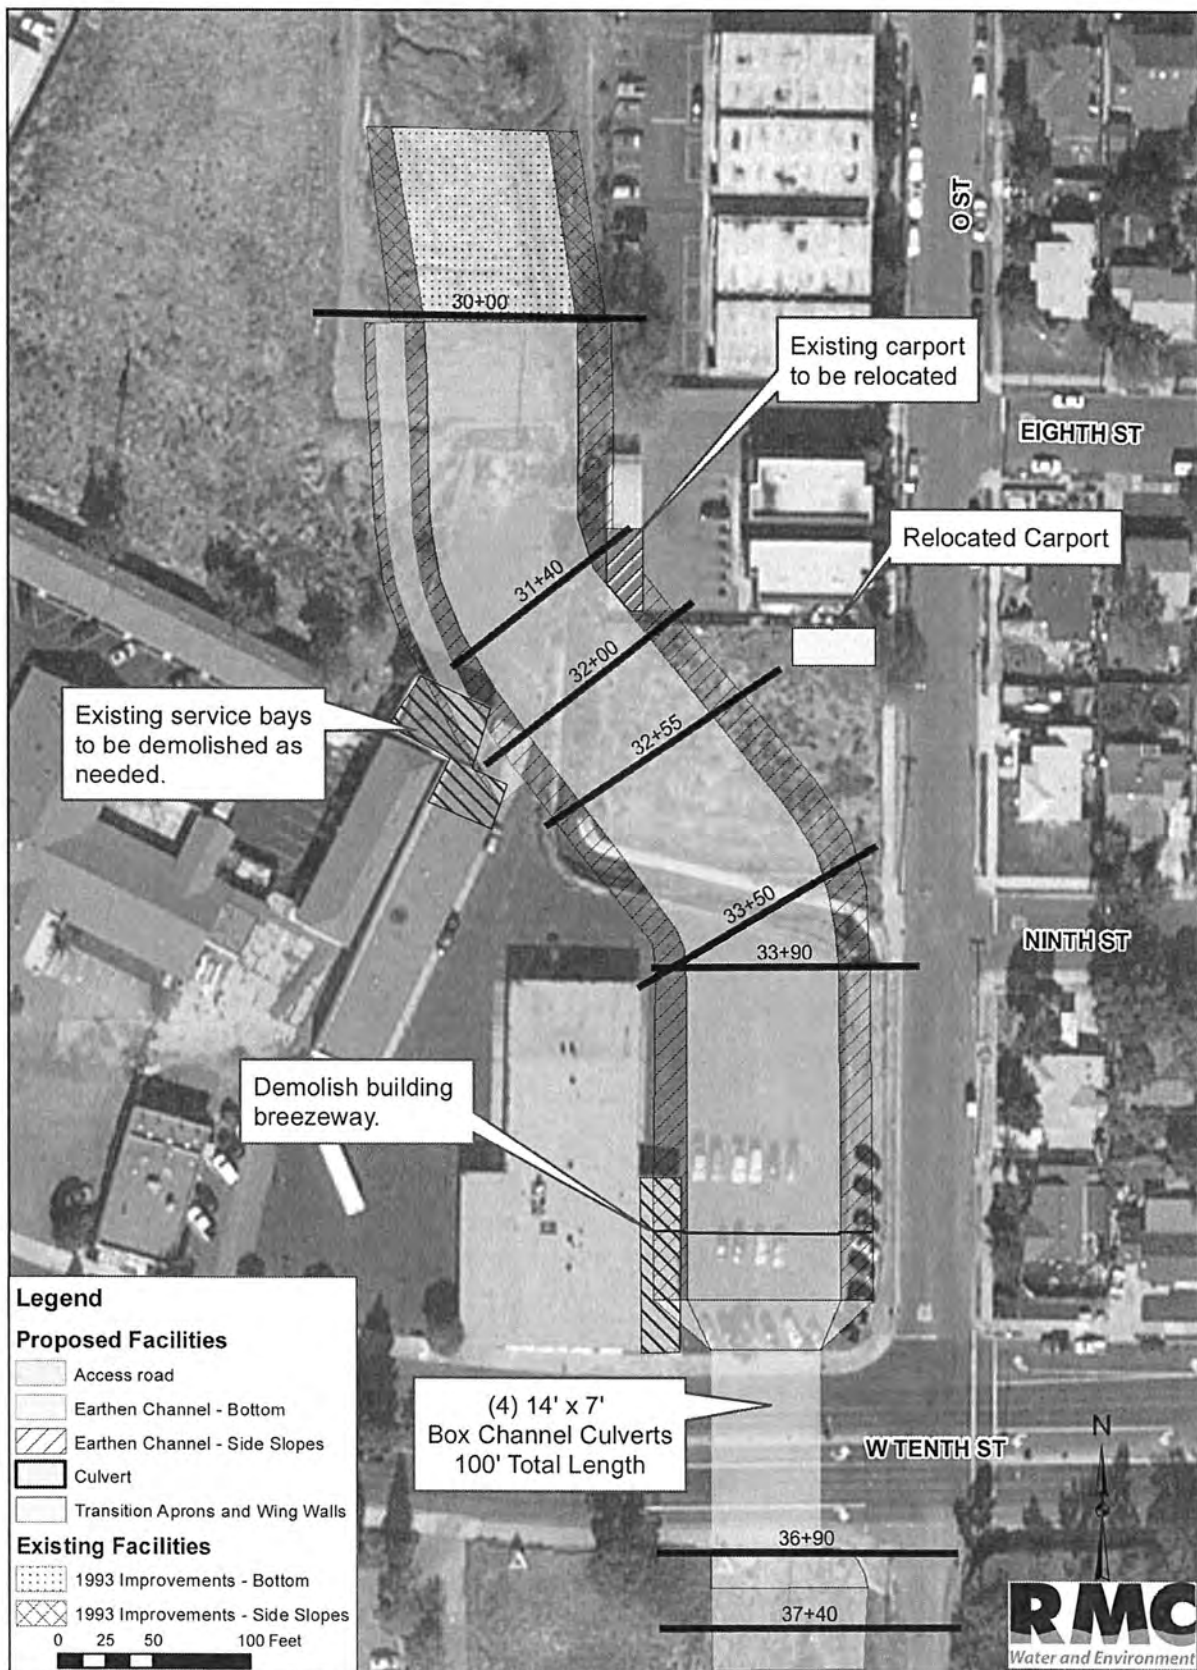 O ST
30+00
Existing carport
to be relocated
EIGHTH ST
Relocated Carport
31+40
32+00
32+55
Existing service bays
to be demolished as
needed.
33+50
33+90
NINTH ST
Demolish building
breezeway.
(4) 14' x 7'
Box Channel Culverts
100' Total Length
W TENTH ST
N
36+90
37+40
Legend
Proposed Facilities
Access road
Earthen Channel - Bottom
Earthen Channel - Side Slopes
Culvert
Transition Aprons and Wing Walls
Existing Facilities
1993 Improvements - Bottom
1993 Improvements - Side Slopes
0 25 50 100 Feet
RMC
Water and Environment